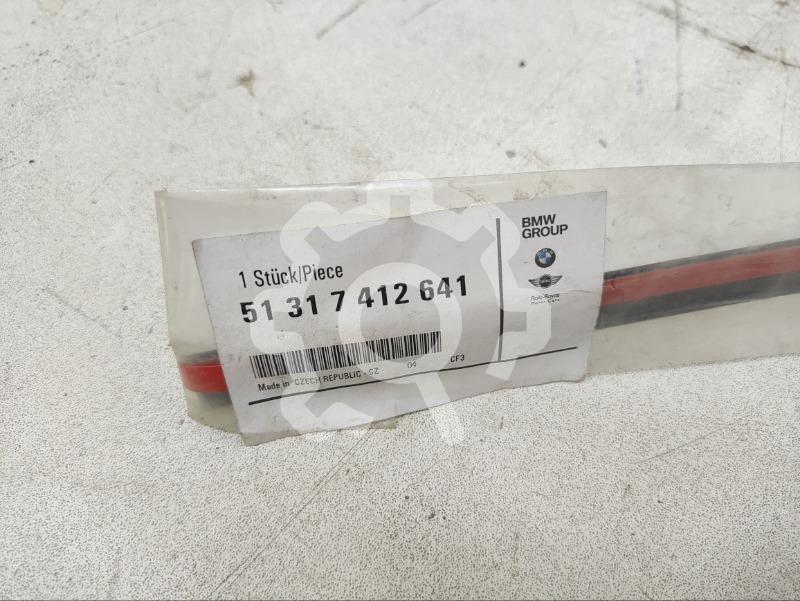 BMW
GROUP
Rolls-Royce
Motor Cars
1 Stück/Piece
51 31 7 412 641
Made in CZECH REPUBLIC - CZ 04 CF3